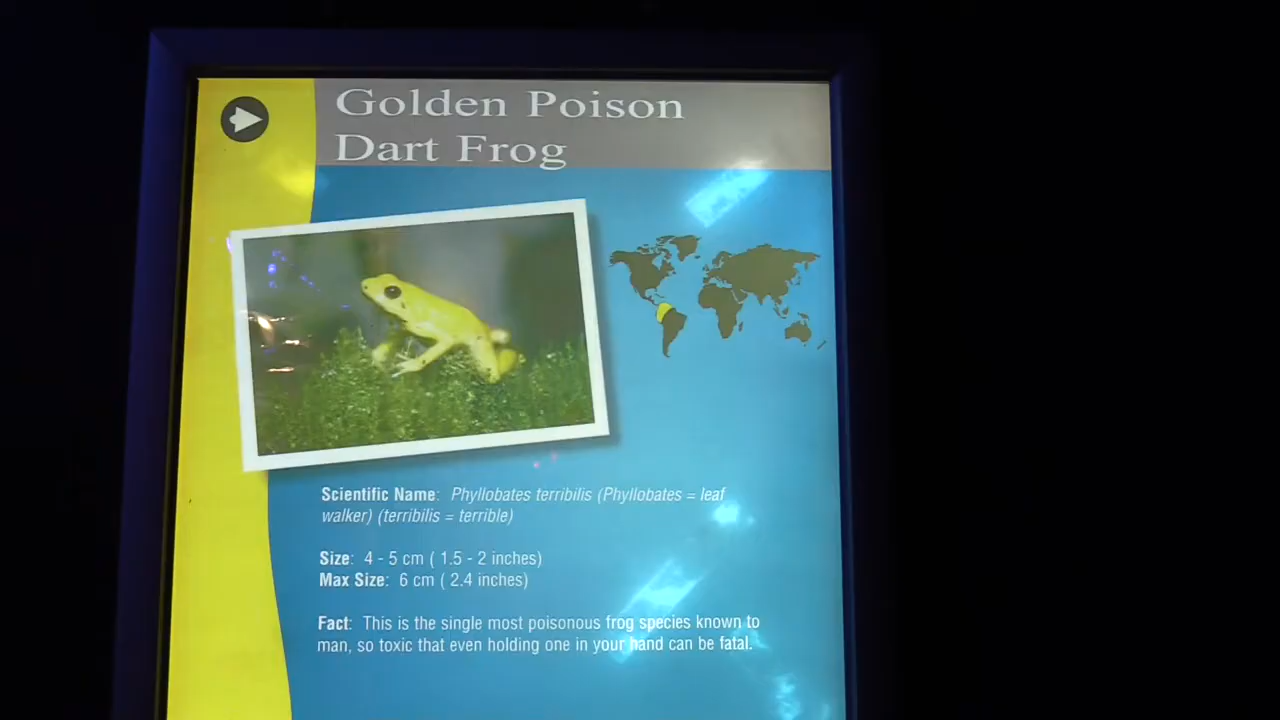 Golden Poison
Dart Frog
Scientific Name: Phyllobates terribilis (Phyllobates = leaf
walker) (terribilis = terrible)
Size: 4 - 5 cm ( 1.5 - 2 inches)
Max Size: 6 cm ( 2.4 inches)
Fact: This is the single most poisonous frog species known to
man, so toxic that even holding one in your hand can be fatal.